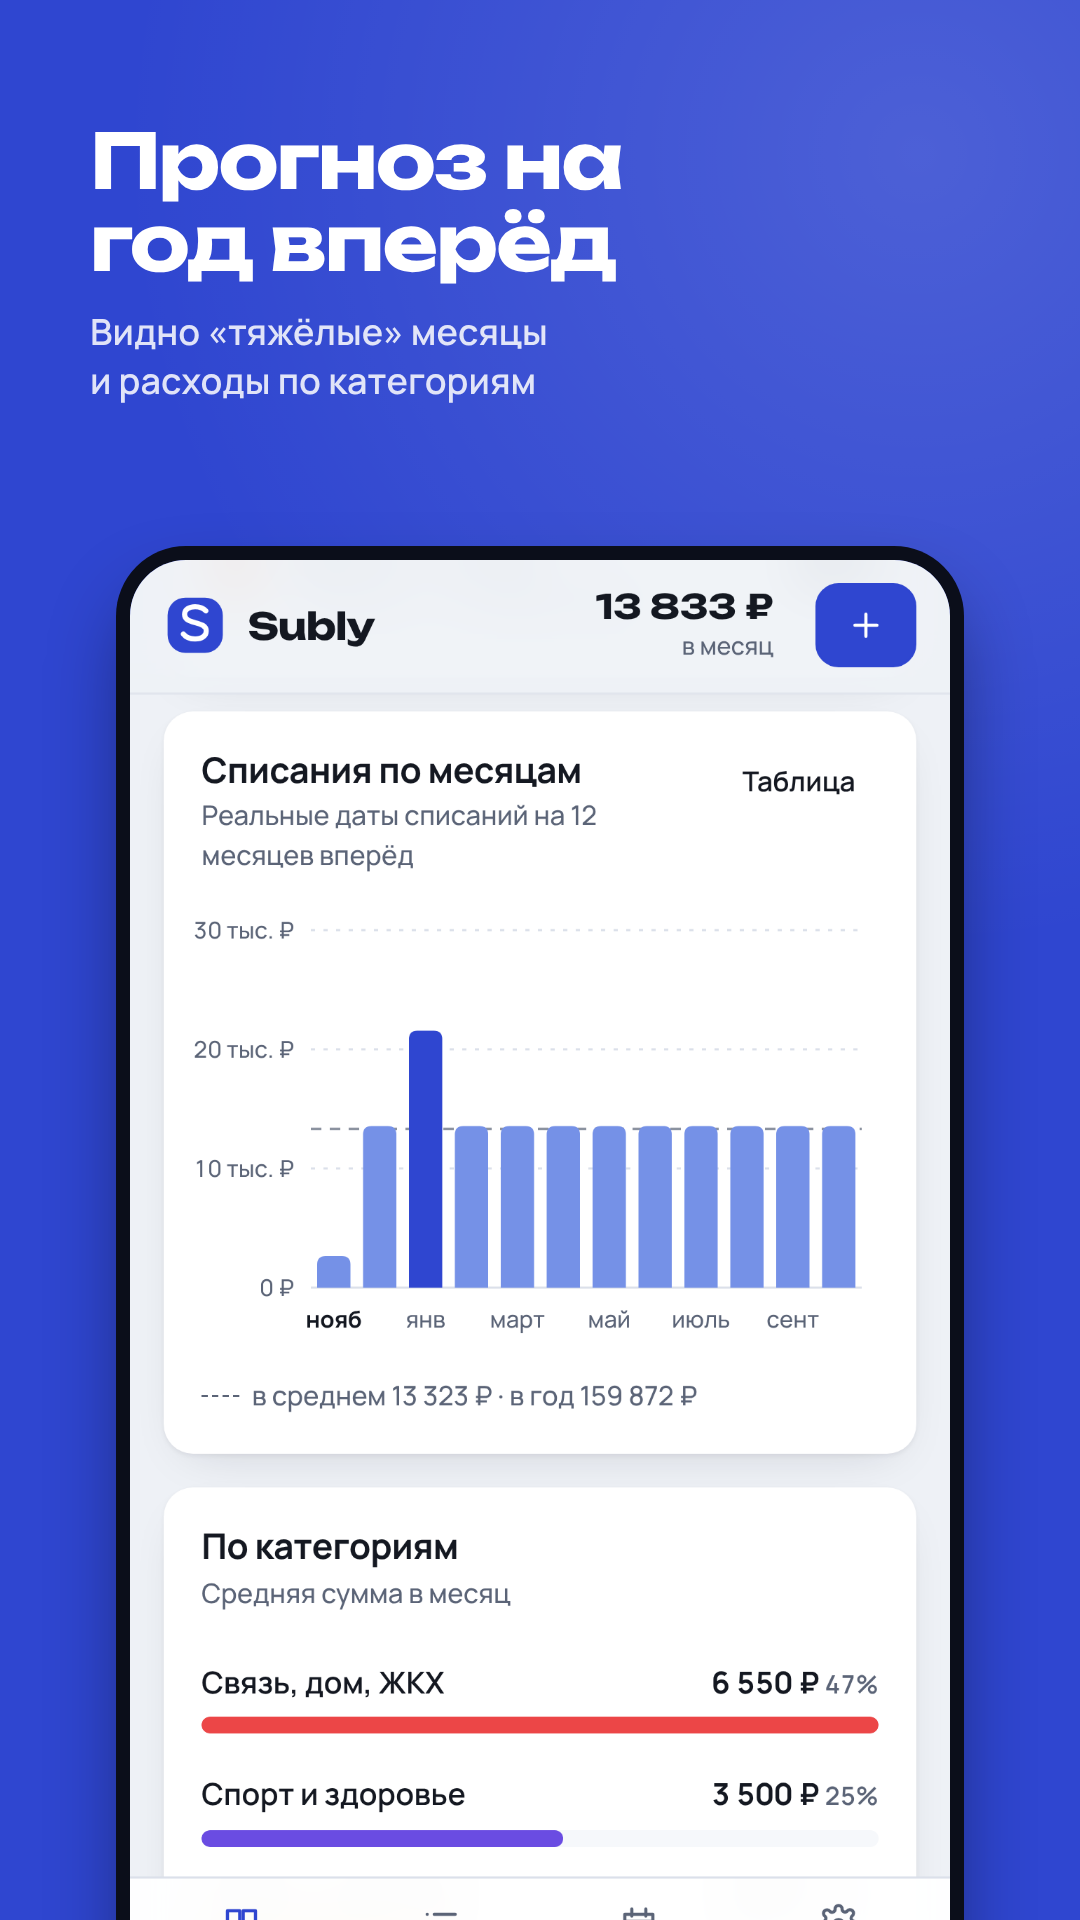 Прогноз на
год вперёд
Видно «тяжёлые» месяцы
и расходы по категориям
S Subly
13 833 ₽
в месяц
+
Списания по месяцам
Таблица
Реальные даты списаний на 12
месяцев вперёд
30 тыс. ₽
20 тыс. ₽
10 тыс. ₽
0 ₽
нояб янв март май июль сент
в среднем 13 323 ₽ · в год 159 872 ₽
По категориям
Средняя сумма в месяц
Связь, дом, ЖКХ 6 550 ₽ 47%
Спорт и здоровье 3 500 ₽ 25%